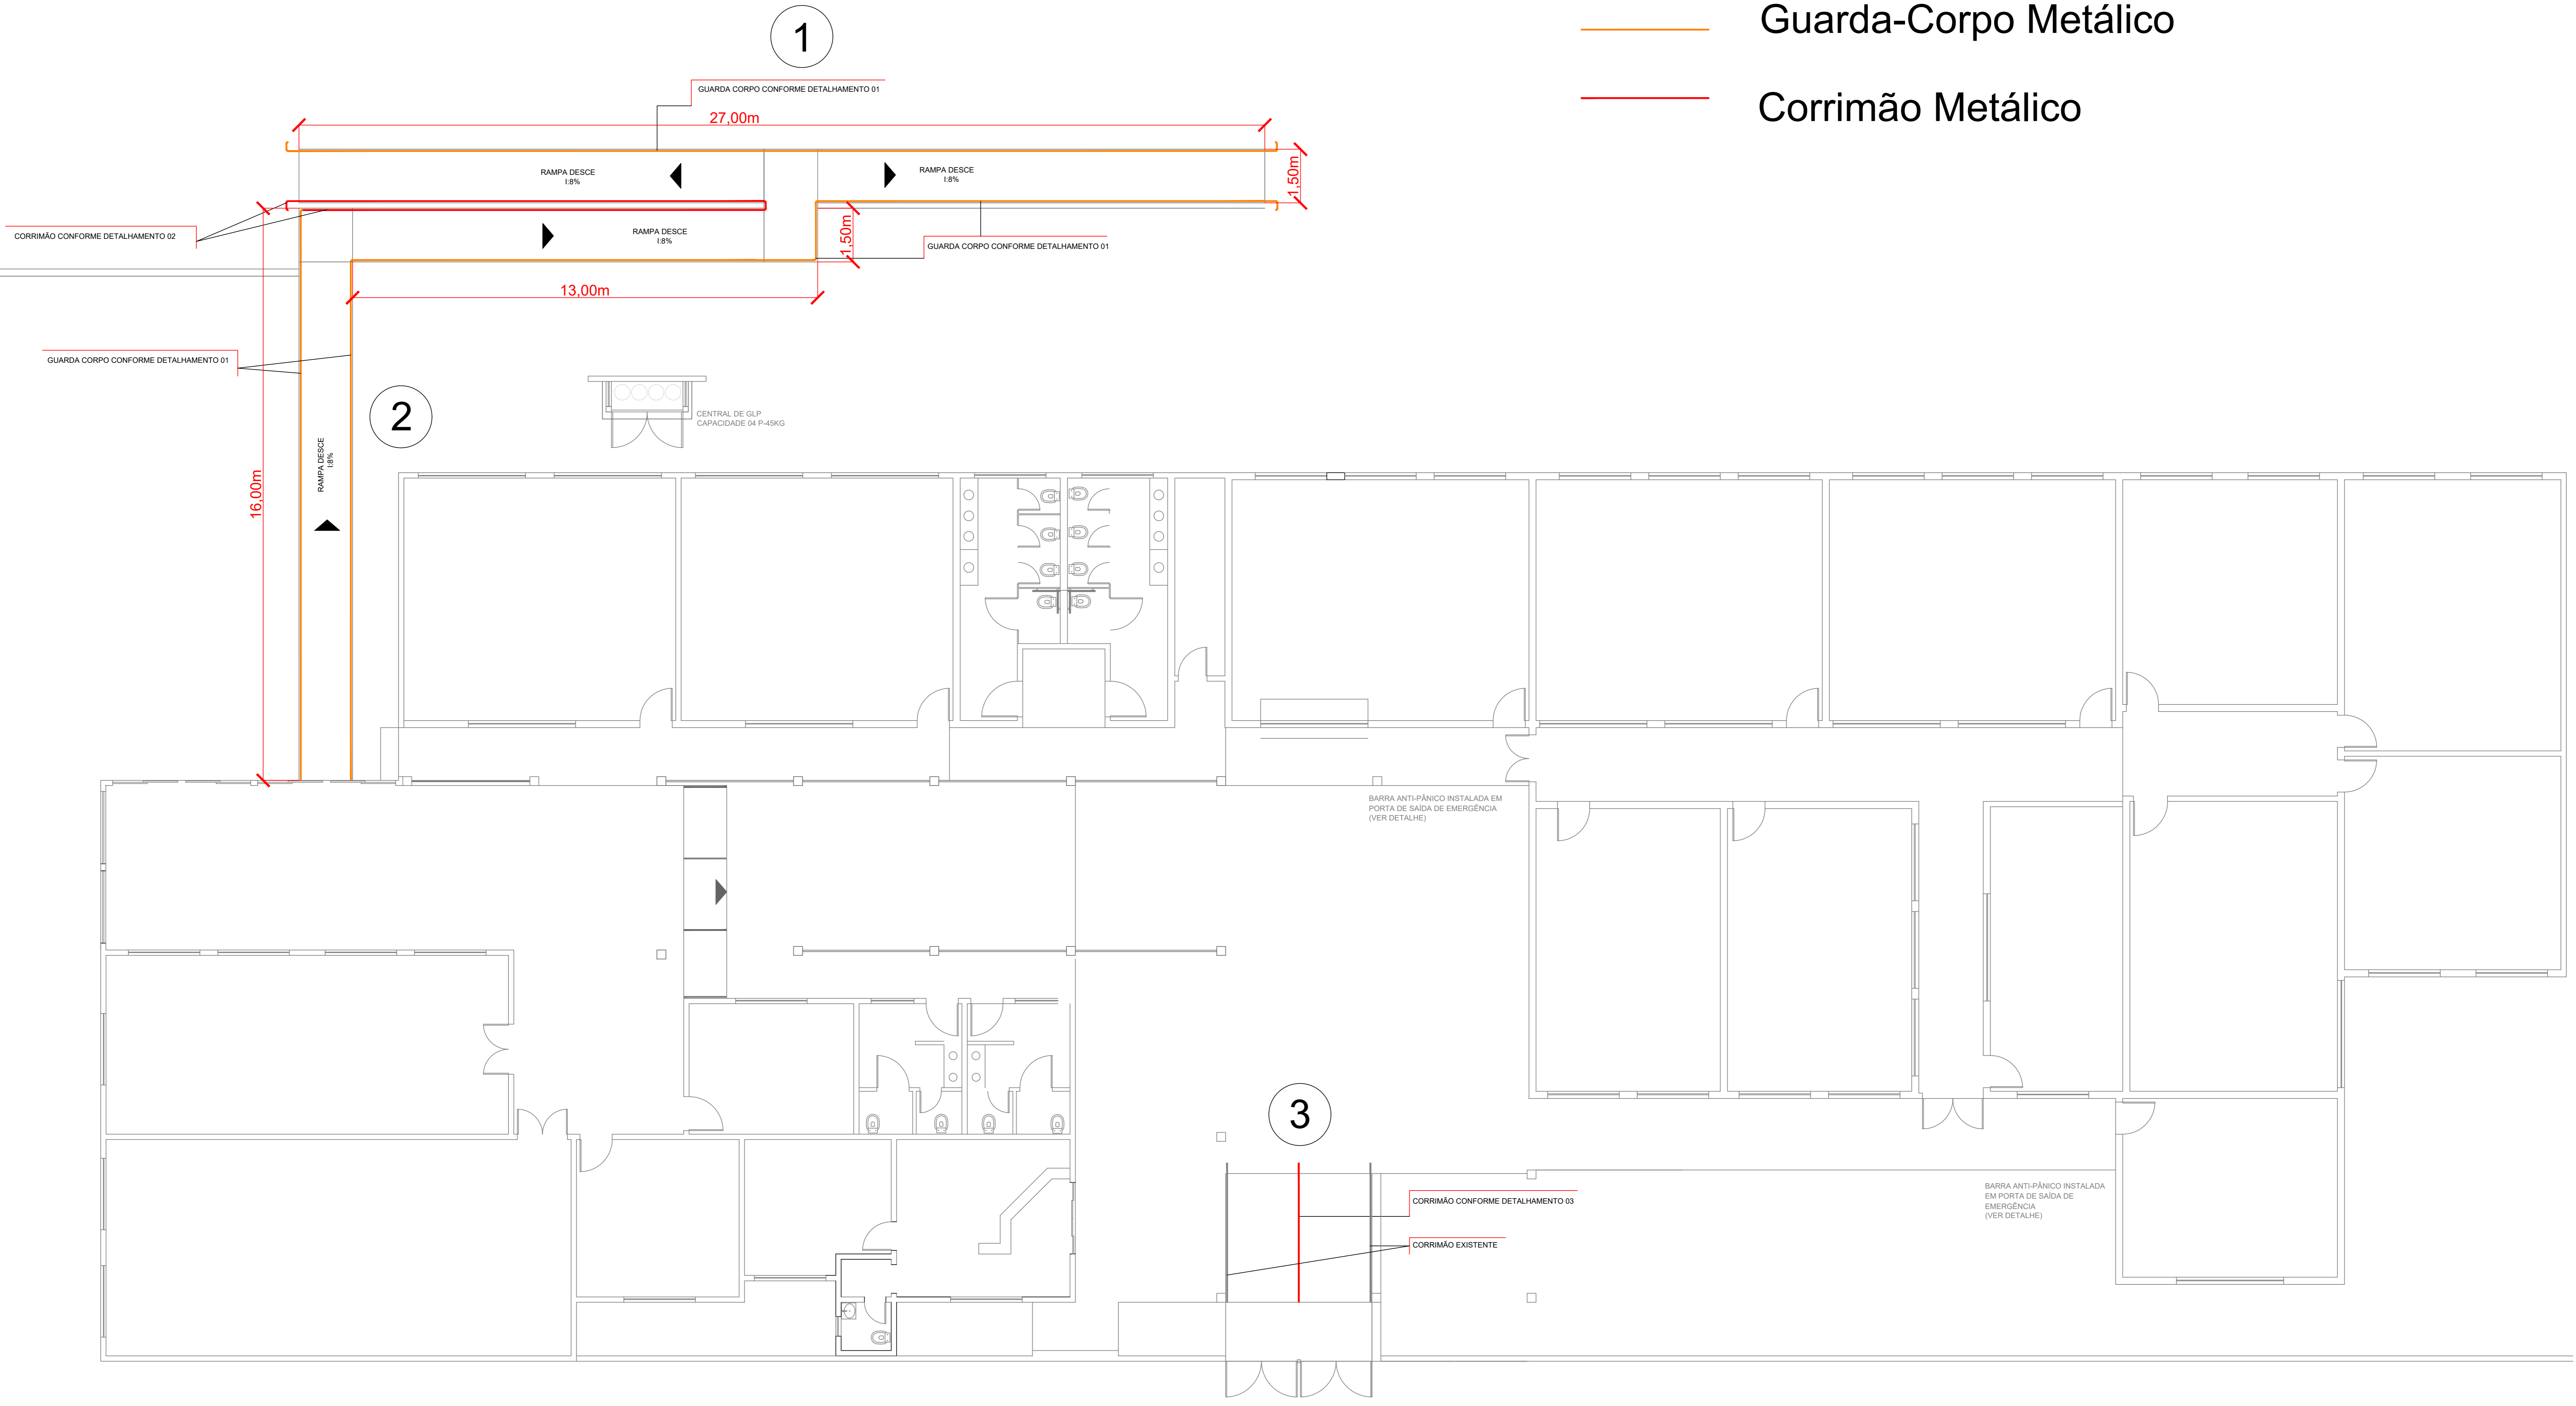 1
Guarda-Corpo Metálico
Corrimão Metálico
GUARDA CORPO CONFORME DETALHAMENTO 01
27,00m
RAMPA DESCE
I:8%
RAMPA DESCE
I:8%
1,50m
CORRIMÃO CONFORME DETALHAMENTO 02
RAMPA DESCE
I:8%
1,50m
GUARDA CORPO CONFORME DETALHAMENTO 01
13,00m
GUARDA CORPO CONFORME DETALHAMENTO 01
2
CENTRAL DE GLP
CAPACIDADE 04 P-45KG
RAMPA DESCE
I:8%
16,00m
BARRA ANTI-PÂNICO INSTALADA EM
PORTA DE SAÍDA DE EMERGÊNCIA
(VER DETALHE)
3
CORRIMÃO CONFORME DETALHAMENTO 03
CORRIMÃO EXISTENTE
BARRA ANTI-PÂNICO INSTALADA
EM PORTA DE SAÍDA DE
EMERGÊNCIA
(VER DETALHE)